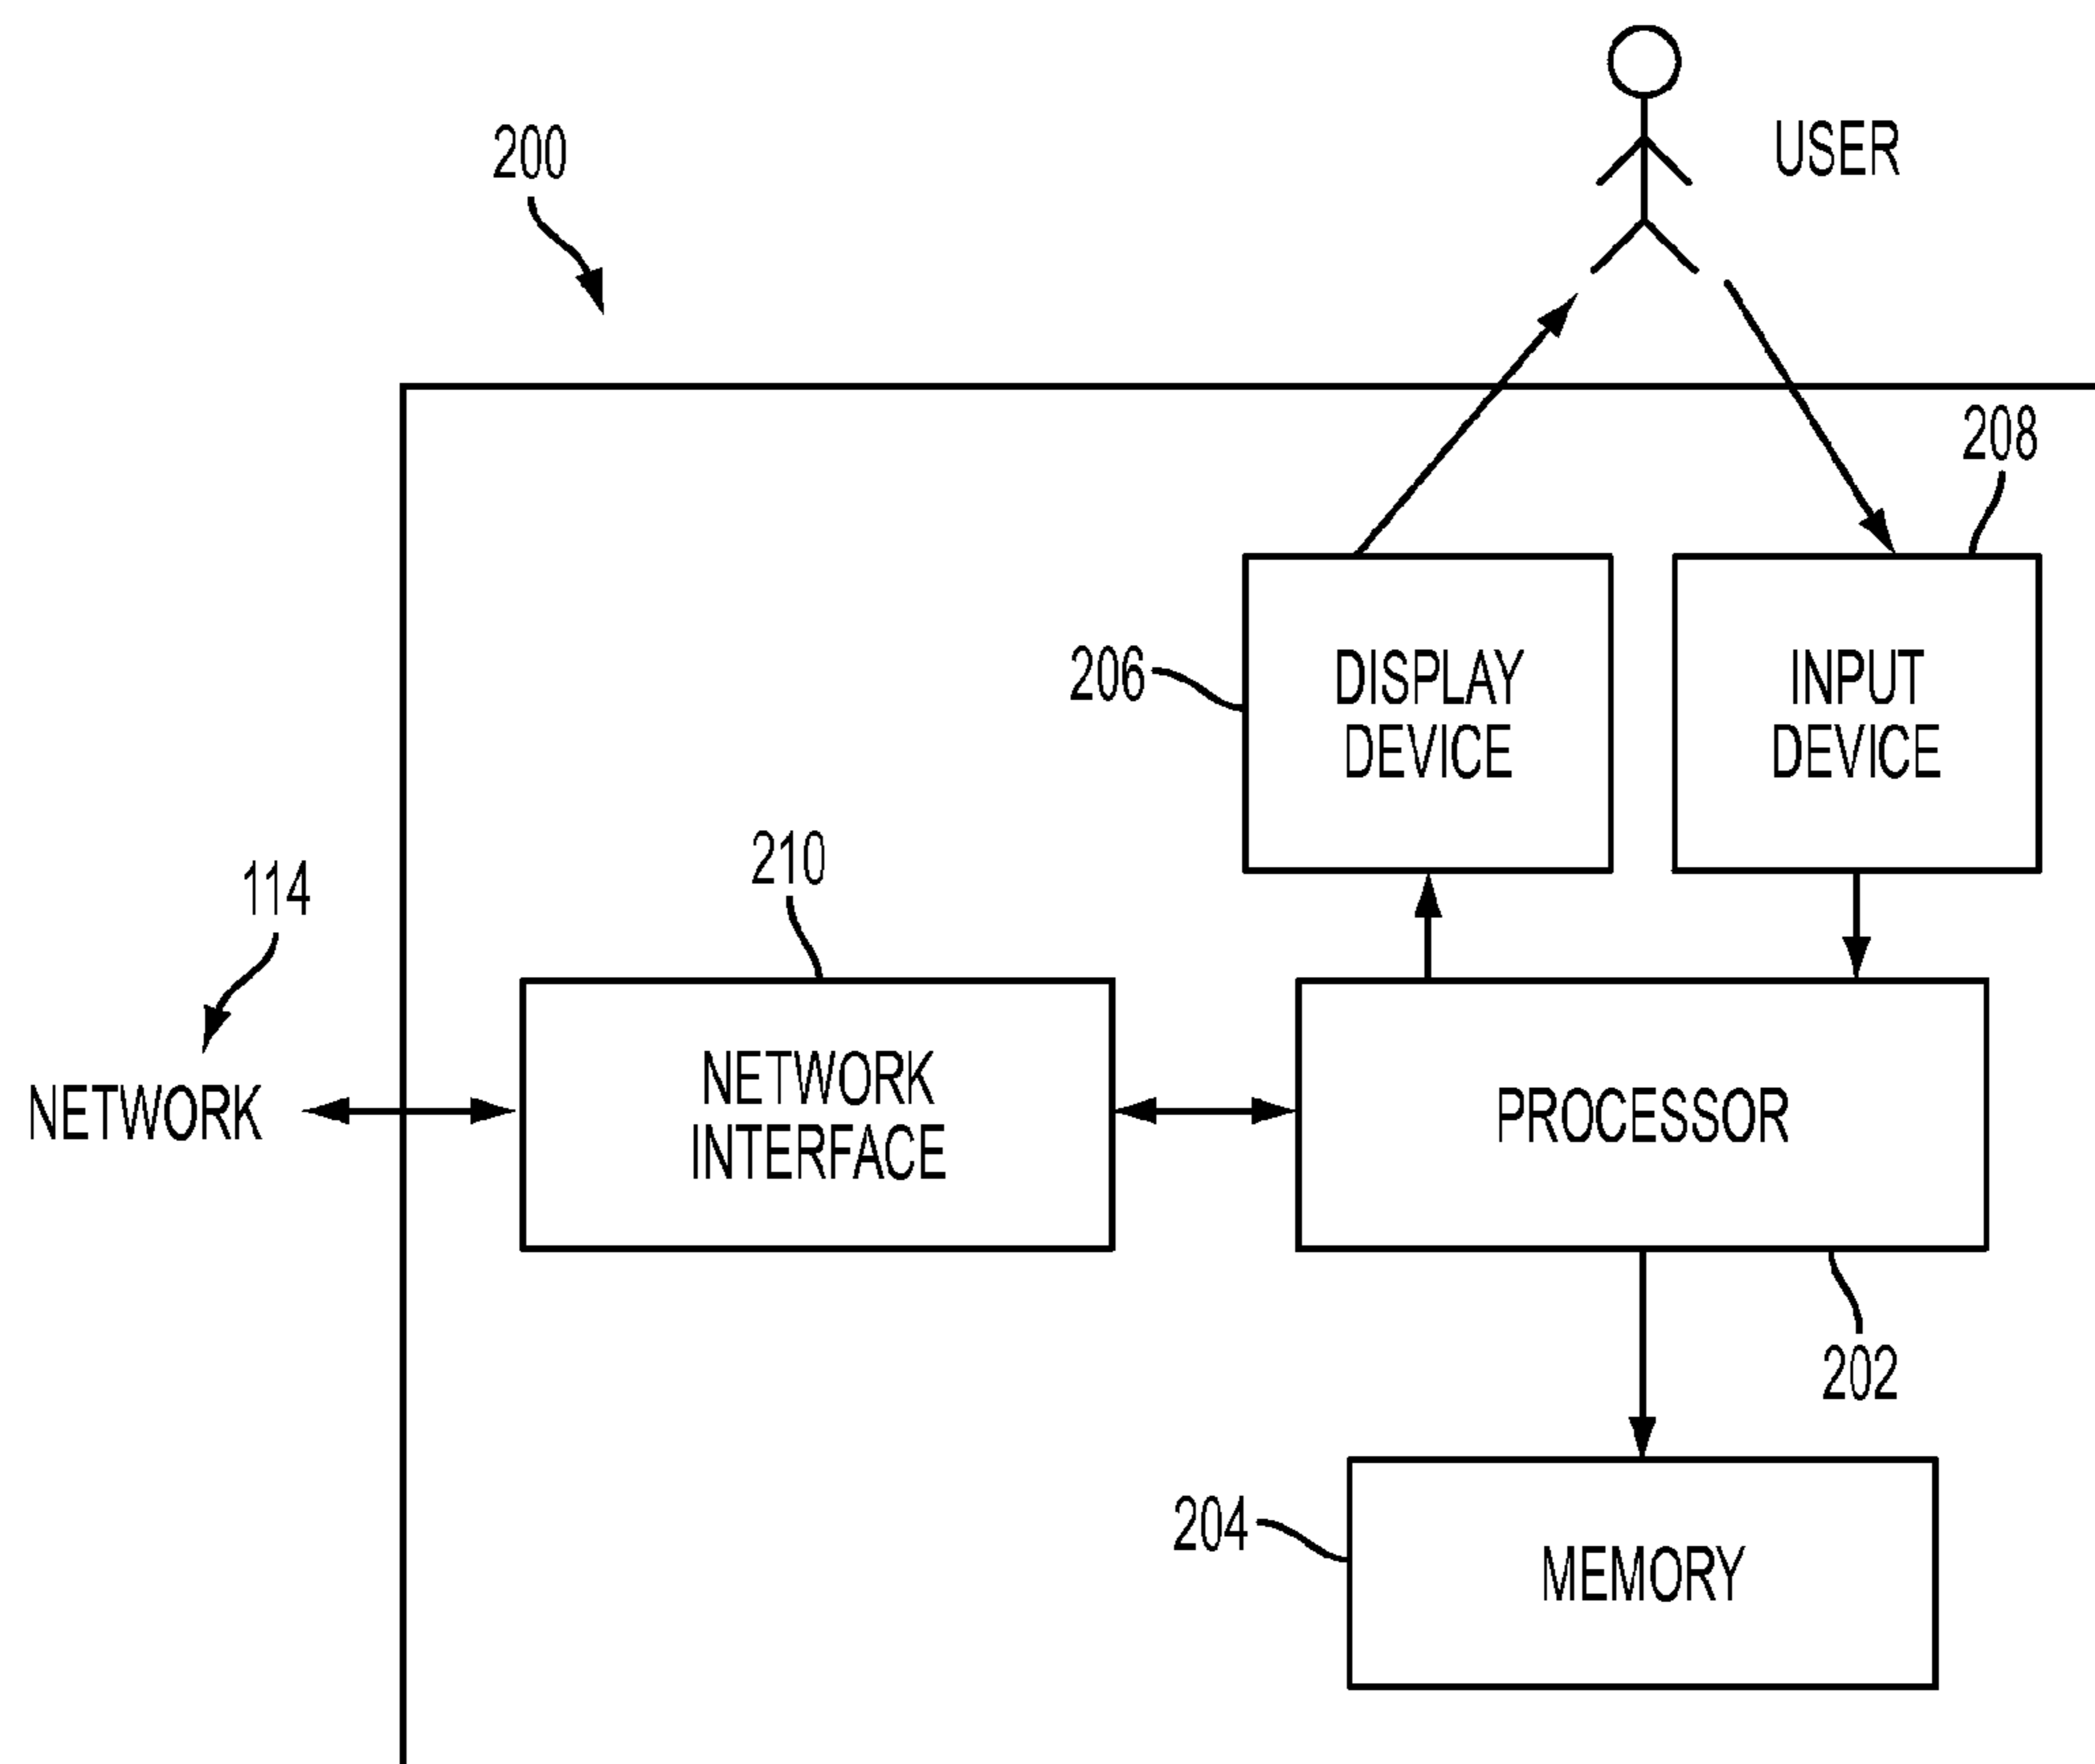 200
USER
208
206
DISPLAY
DEVICE
INPUT
DEVICE
210
114
NETWORK
NETWORK
INTERFACE
PROCESSOR
202
204
MEMORY